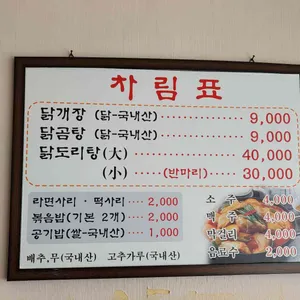 차림표
닭개장 (닭-국내산) 9,000
닭곰탕 (닭-국내산) 9,000
닭도리탕(大) 40,000
(小) (반마리) 30,000
라면사리 · 떡사리 2,000
볶음밥(기본 2개) 2,000
공기밥(쌀-국내산) 1,000
소주 4,000
맥주 4,000
막걸리 4,000
음료수 2,000
배추,무(국내산) 고추가루(국내산)